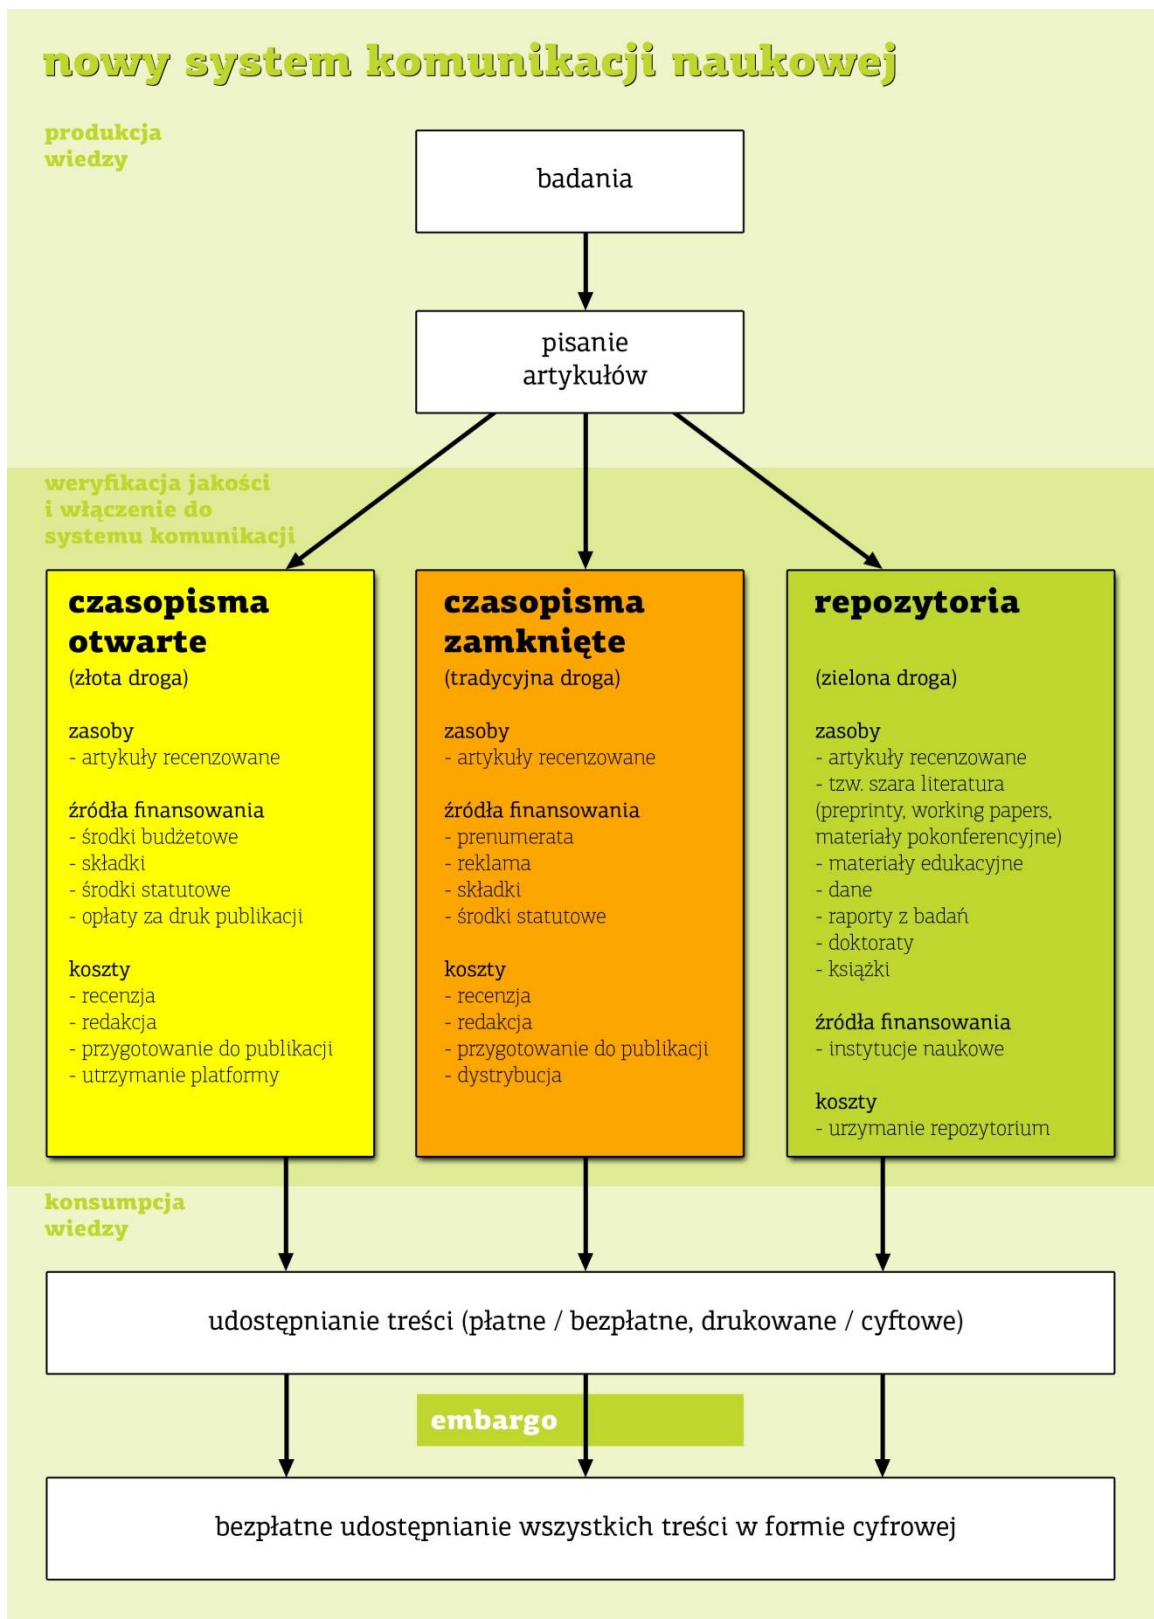 nowy system komunikacji naukowej
produkcja
wiedzy
badania
pisanie
artykułów
weryfikacja jakości
i włączenie do
systemu komunikacji
czasopisma
otwarte
(złota droga)
zasoby
- artykuły recenzowane
źródła finansowania
- środki budżetowe
- składki
- środki statutowe
- opłaty za druk publikacji
koszty
- recenzja
- redakcja
- przygotowanie do publikacji
- utrzymanie platformy
czasopisma
zamknięte
(tradycyjna droga)
zasoby
- artykuły recenzowane
źródła finansowania
- prenumerata
- reklama
- składki
- środki statutowe
koszty
- recenzja
- redakcja
- przygotowanie do publikacji
- dystrybucja
repozytoria
(zielona droga)
zasoby
- artykuły recenzowane
- tzw. szara literatura
(preprinty, working papers,
materiały pokonferencyjne)
- materiały edukacyjne
- dane
- raporty z badań
- doktoraty
- książki
źródła finansowania
- instytucje naukowe
koszty
- urzymanie repozytorium
konsumpcja
wiedzy
udostępnianie treści (płatne / bezpłatne, drukowane / cyftowe)
embargo
bezpłatne udostępnianie wszystkich treści w formie cyfrowej